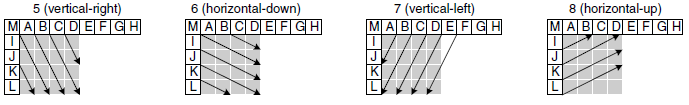 5 (vertical-right) 6 (horizontal-down) 7 (vertical-left) 8 (horizontal-up)
M A B C D E F G H M A B C D E F G H M A B C D E F G H M A B C D E F G H
I I I I
J J J J
K K K K
L L L L